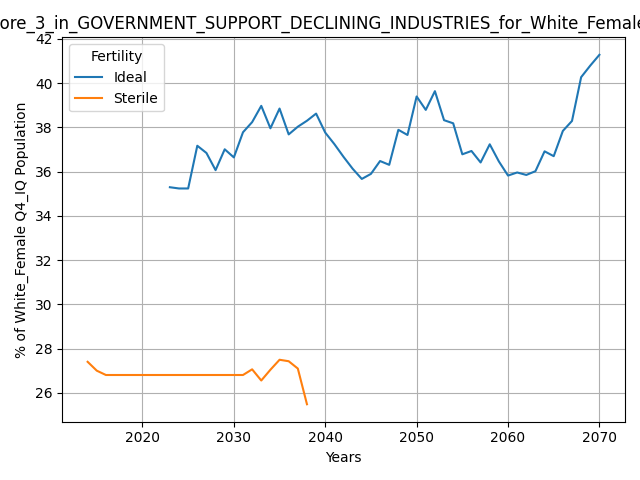 ore_3_in_GOVERNMENT_SUPPORT_DECLINING_INDUSTRIES_for_White_Female
42
40
38
36
34
32
30
28
26
% of White_Female Q4_IQ Population
Fertility
Ideal
Sterile
2020 2030 2040 2050 2060 2070
Years